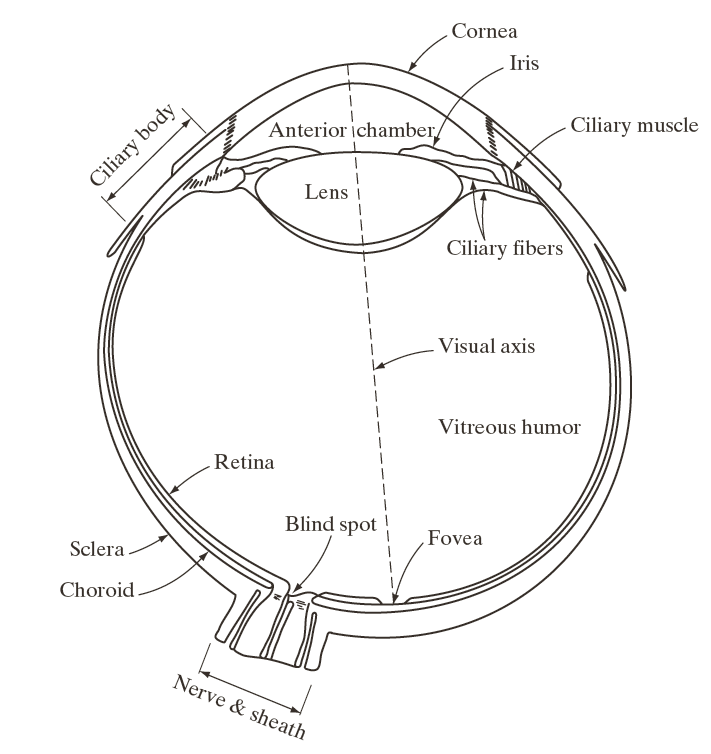 Cornea
Iris
Ciliary body
Anterior chamber
Ciliary muscle
Lens
Ciliary fibers
Visual axis
Vitreous humor
Retina
Blind spot
Fovea
Sclera
Choroid
Nerve & sheath